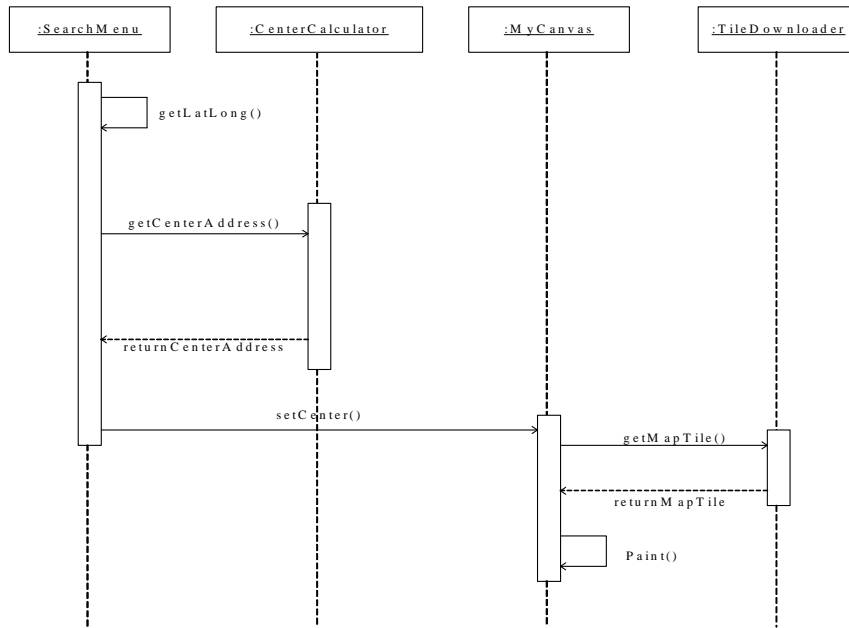 :SearchMenu
:CenterCalculator
:MyCanvas
:TileDownloader
getLatLong()
getCenterAddress()
returnCenterAddress
setCenter()
getMapTile()
returnMapTile
Paint()